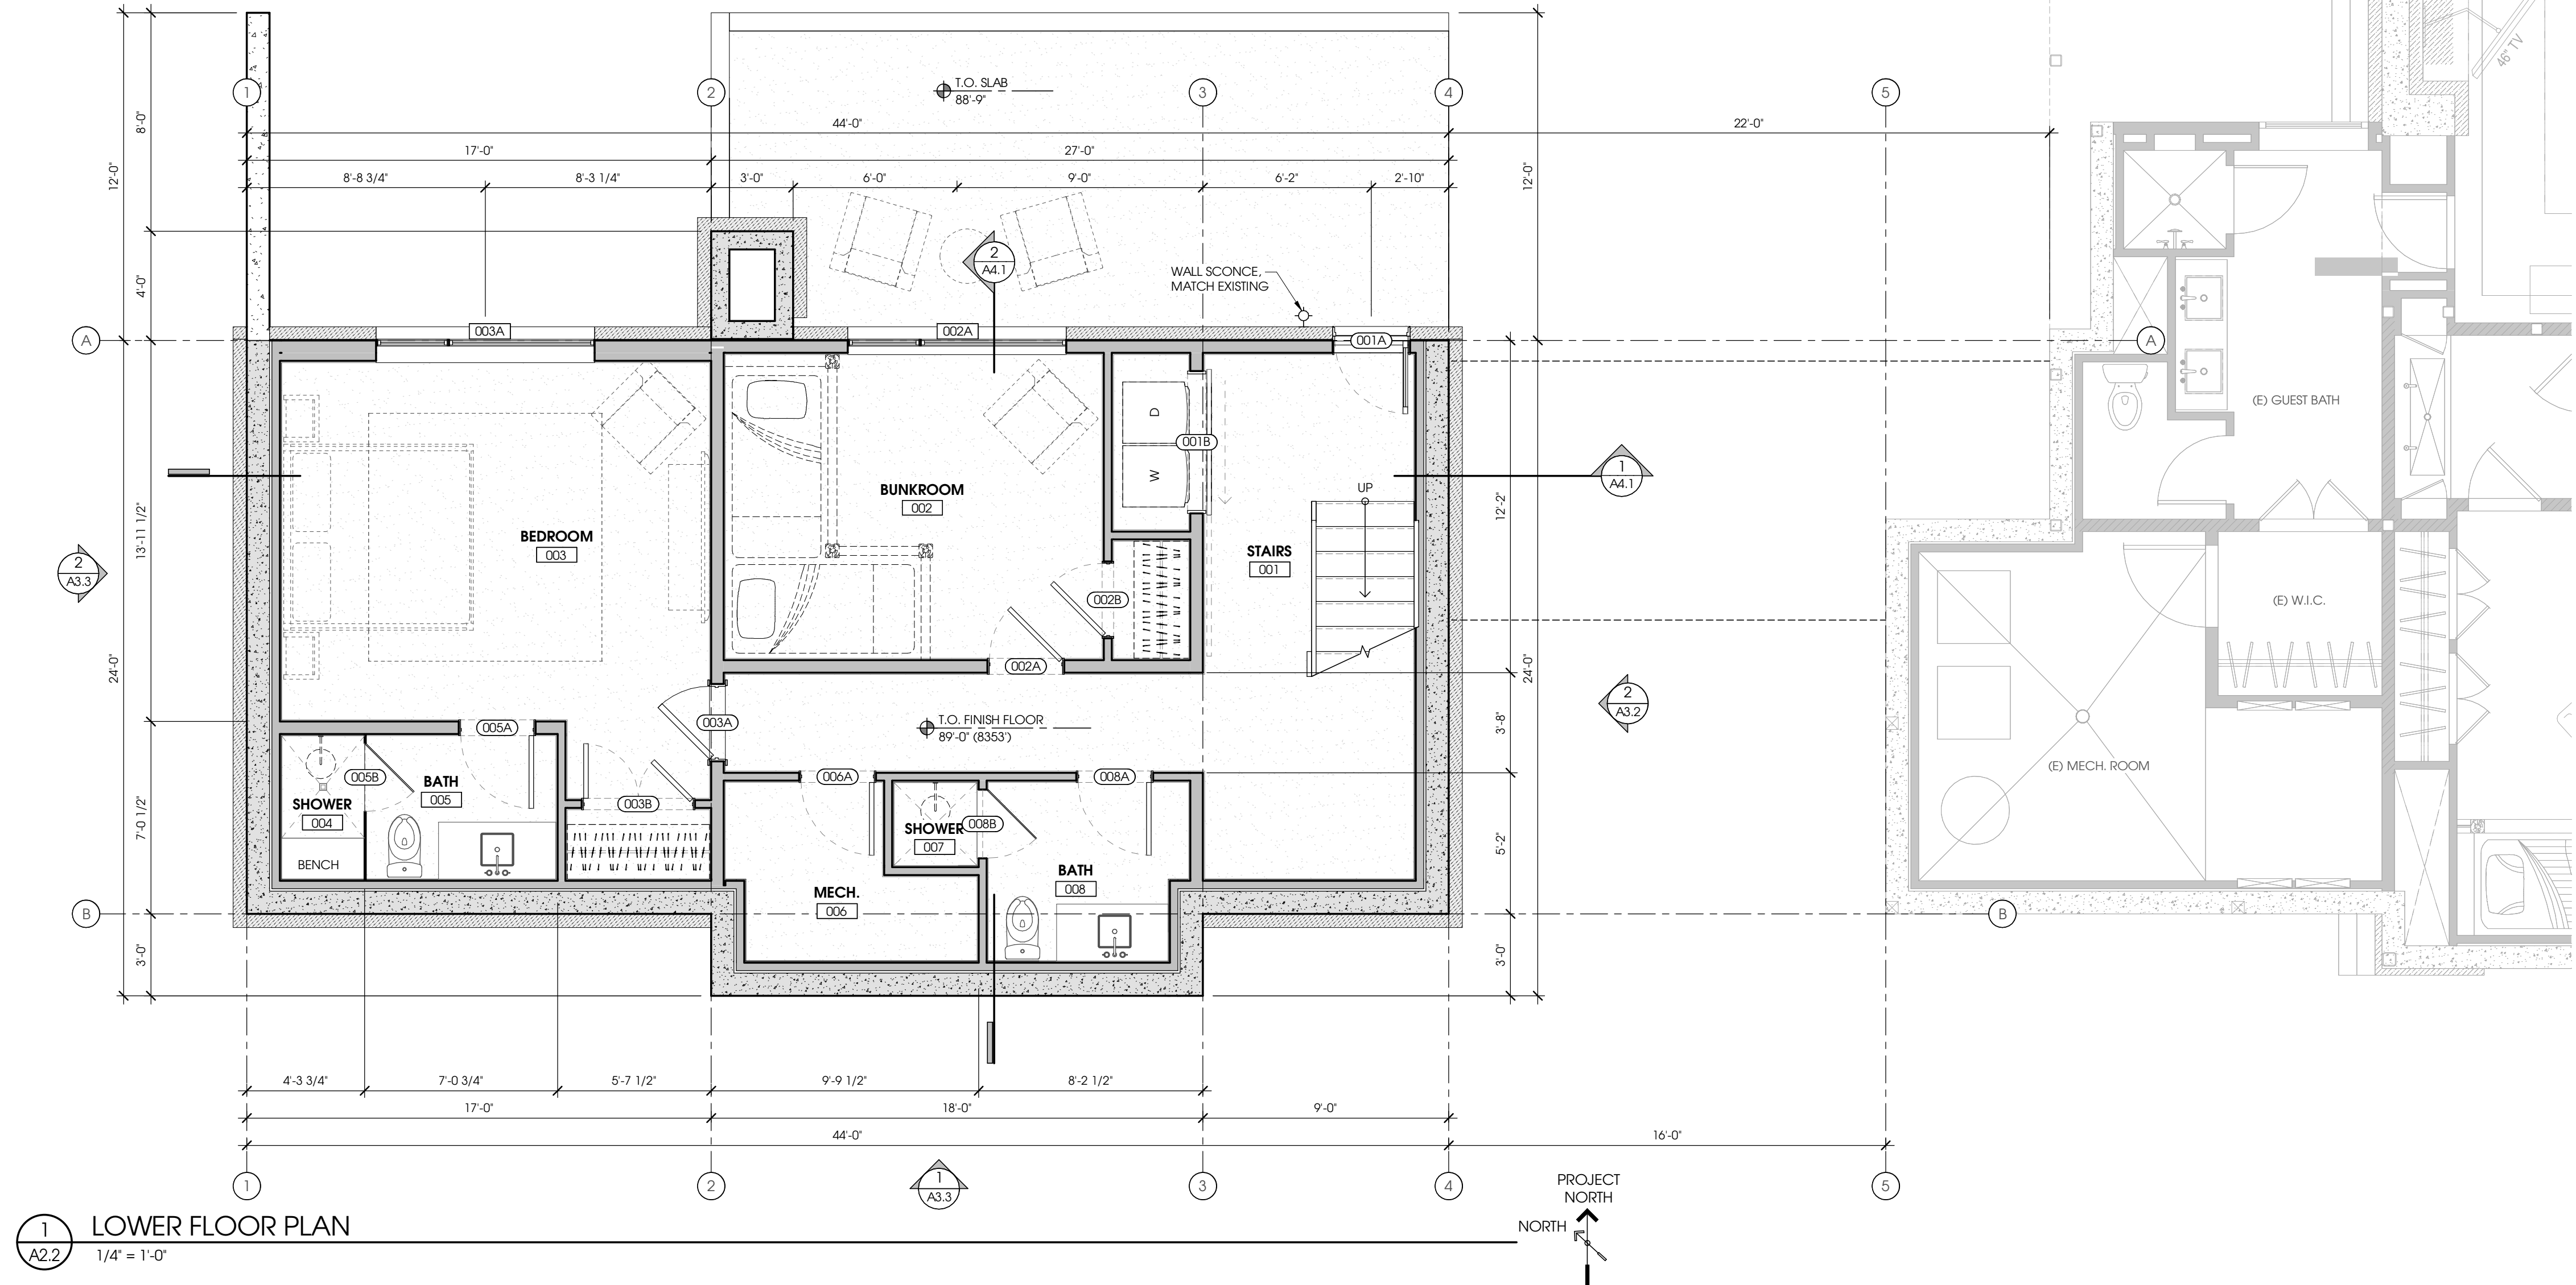 46" TV
T.O. SLAB
88'-9"
1
2
3
4
5
44'-0"
22'-0"
17'-0"
27'-0"
8'-8 3/4"
8'-3 1/4"
3'-0"
6'-0"
9'-0"
6'-2"
2'-10"
8'-0"
12'-0"
4'-0"
12'-0"
2
A4.1
WALL SCONCE,
MATCH EXISTING
A
003A
002A
001A
A
(E) GUEST BATH
D
001B
W
BUNKROOM
002
UP
1
A4.1
13'-11 1/2"
12'-2"
BEDROOM
003
STAIRS
001
2
A3.3
002B
(E) W.I.C.
24'-0"
002A
24'-0"
2
A3.2
003A
T.O. FINISH FLOOR
89'-0" (8353')
3'-8"
005A
005B
BATH
005
006A
008A
(E) MECH. ROOM
SHOWER
004
003B
7'-0 1/2"
SHOWER
007
008B
5'-2"
BENCH
BATH
008
MECH.
006
B
B
3'-0"
3'-0"
4'-3 3/4"
7'-0 3/4"
5'-7 1/2"
9'-9 1/2"
8'-2 1/2"
17'-0"
18'-0"
9'-0"
44'-0"
16'-0"
1
2
1
A3.3
3
4
5
PROJECT
NORTH
NORTH
1
A2.2
LOWER FLOOR PLAN
1/4" = 1'-0"